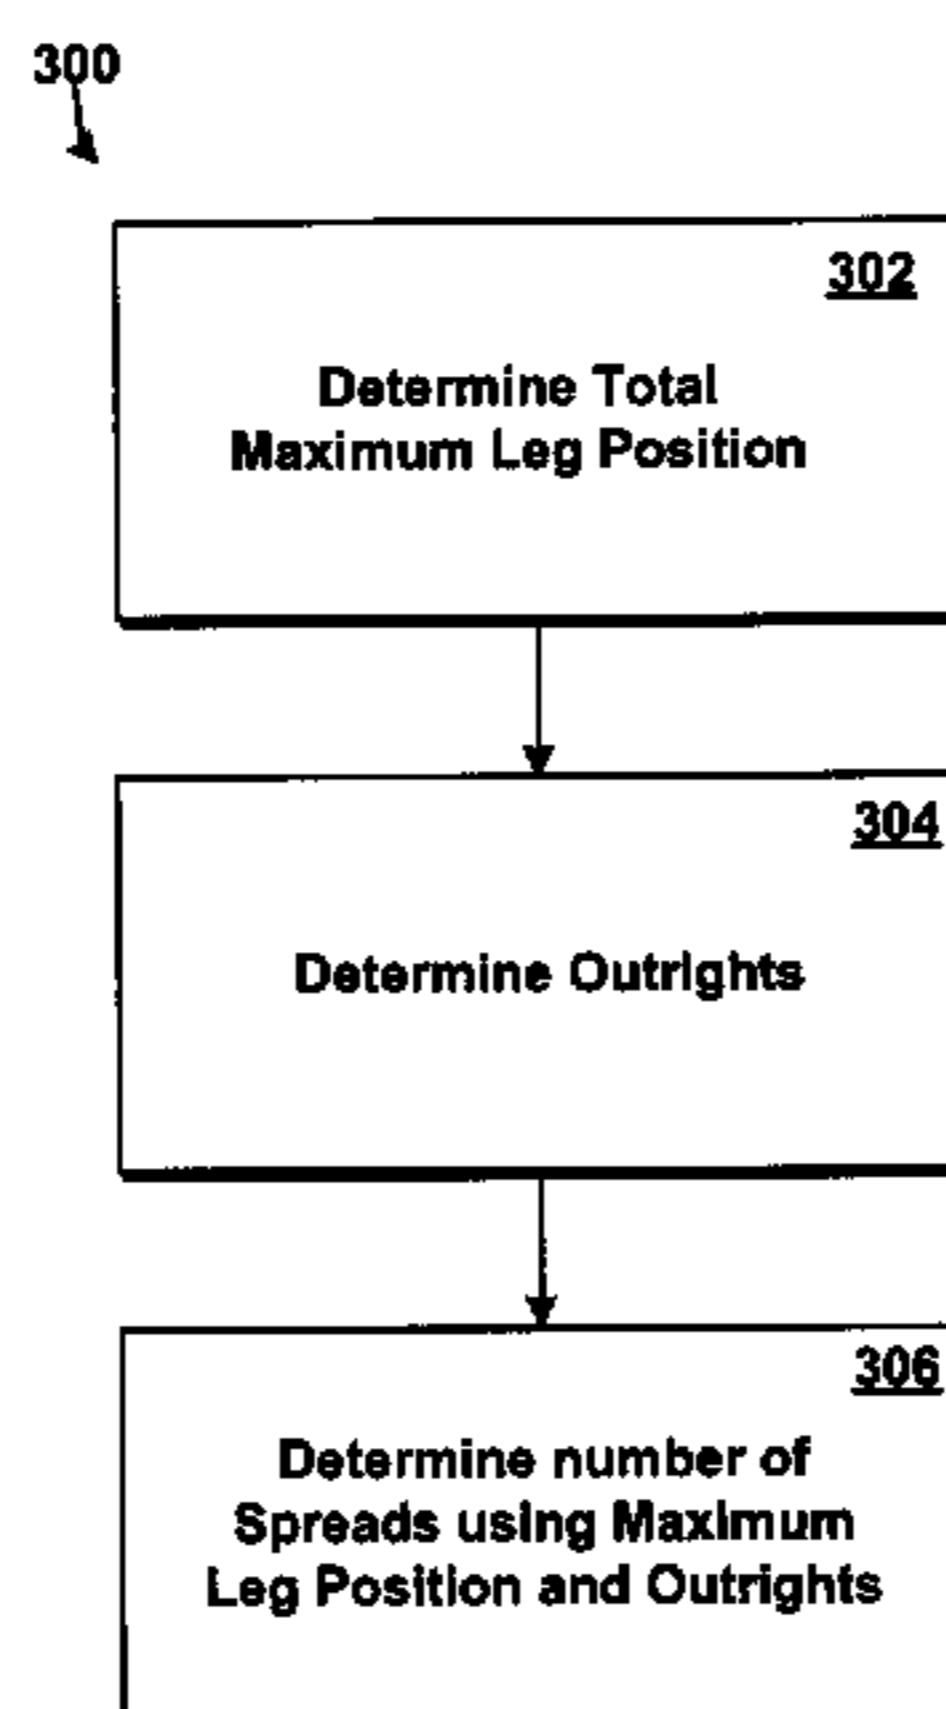 300
302
Determine Total
Maximum Leg Position
304
Determine Outrights
306
Determine number of
Spreads using Maximum
Leg Position and Outrights